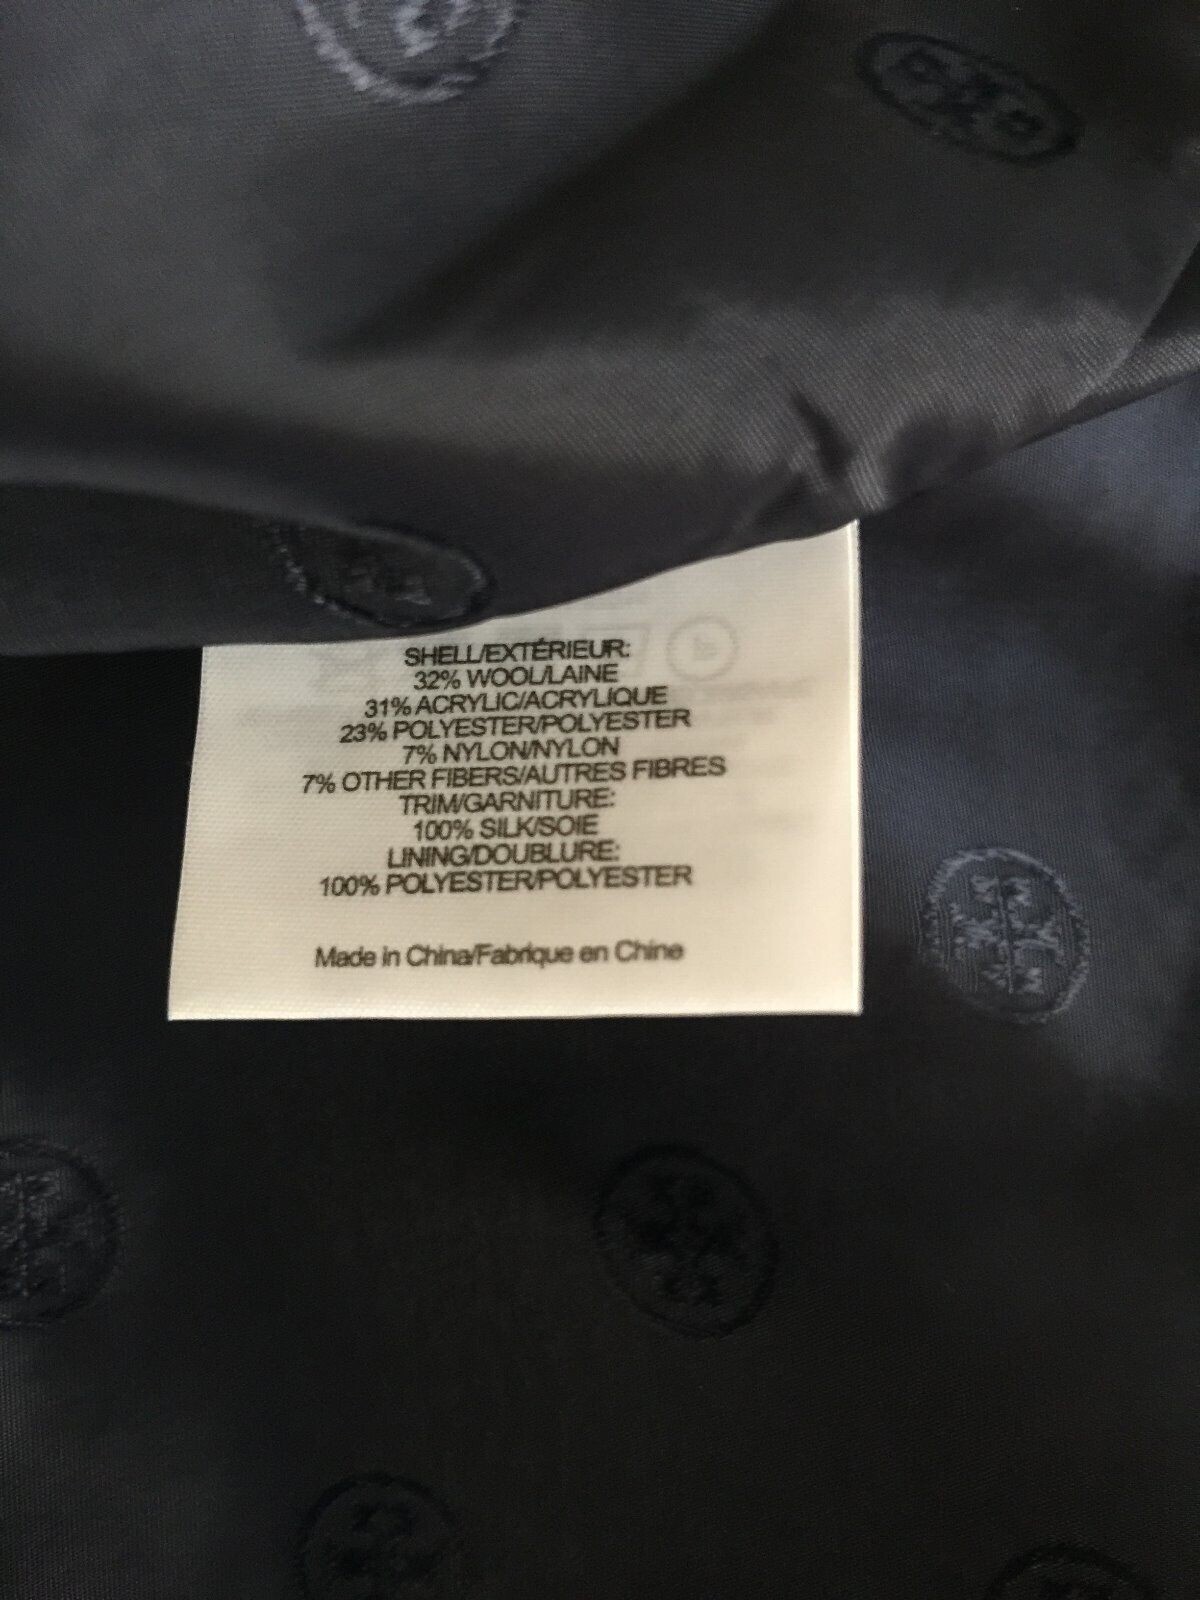 SHELL/EXTÉRIEUR:
32% WOOL/LAINE
31% ACRYLIC/ACRYLIQUE
23% POLYESTER/POLYESTER
7% NYLON/NYLON
7% OTHER FIBERS/AUTRES FIBRES
TRIM/GARNITURE:
100% SILK/SOIE
LINING/DOUBLURE:
100% POLYESTER/POLYESTER
Made in China/Fabrique en Chine